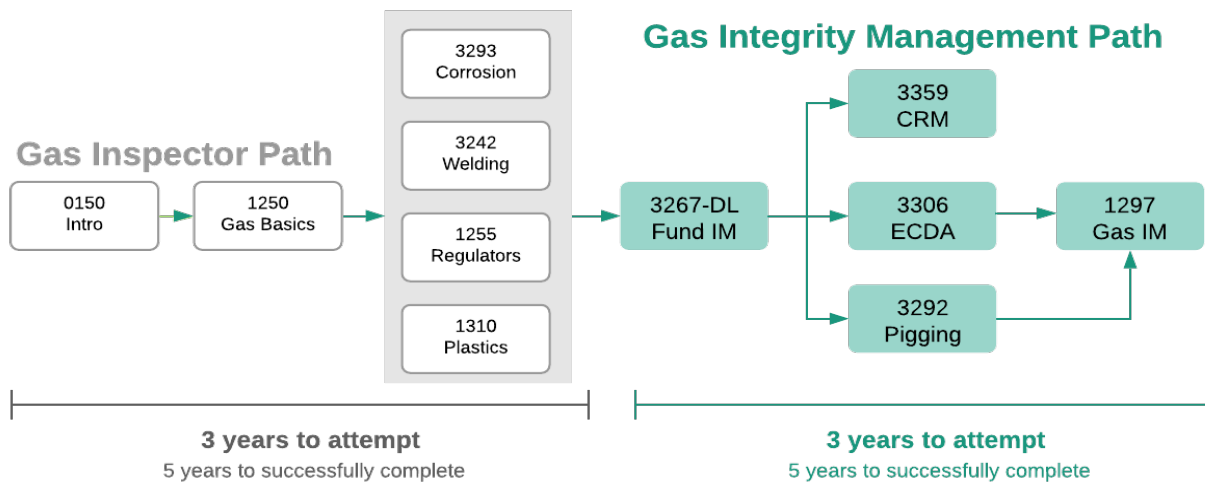 Gas Inspector Path
0150
Intro
1250
Gas Basics
3293
Corrosion
3242
Welding
1255
Regulators
1310
Plastics
3 years to attempt
5 years to successfully complete
Gas Integrity Management Path
3267-DL
Fund IM
3359
CRM
3306
ECDA
3292
Pigging
1297
Gas IM
3 years to attempt
5 years to successfully complete